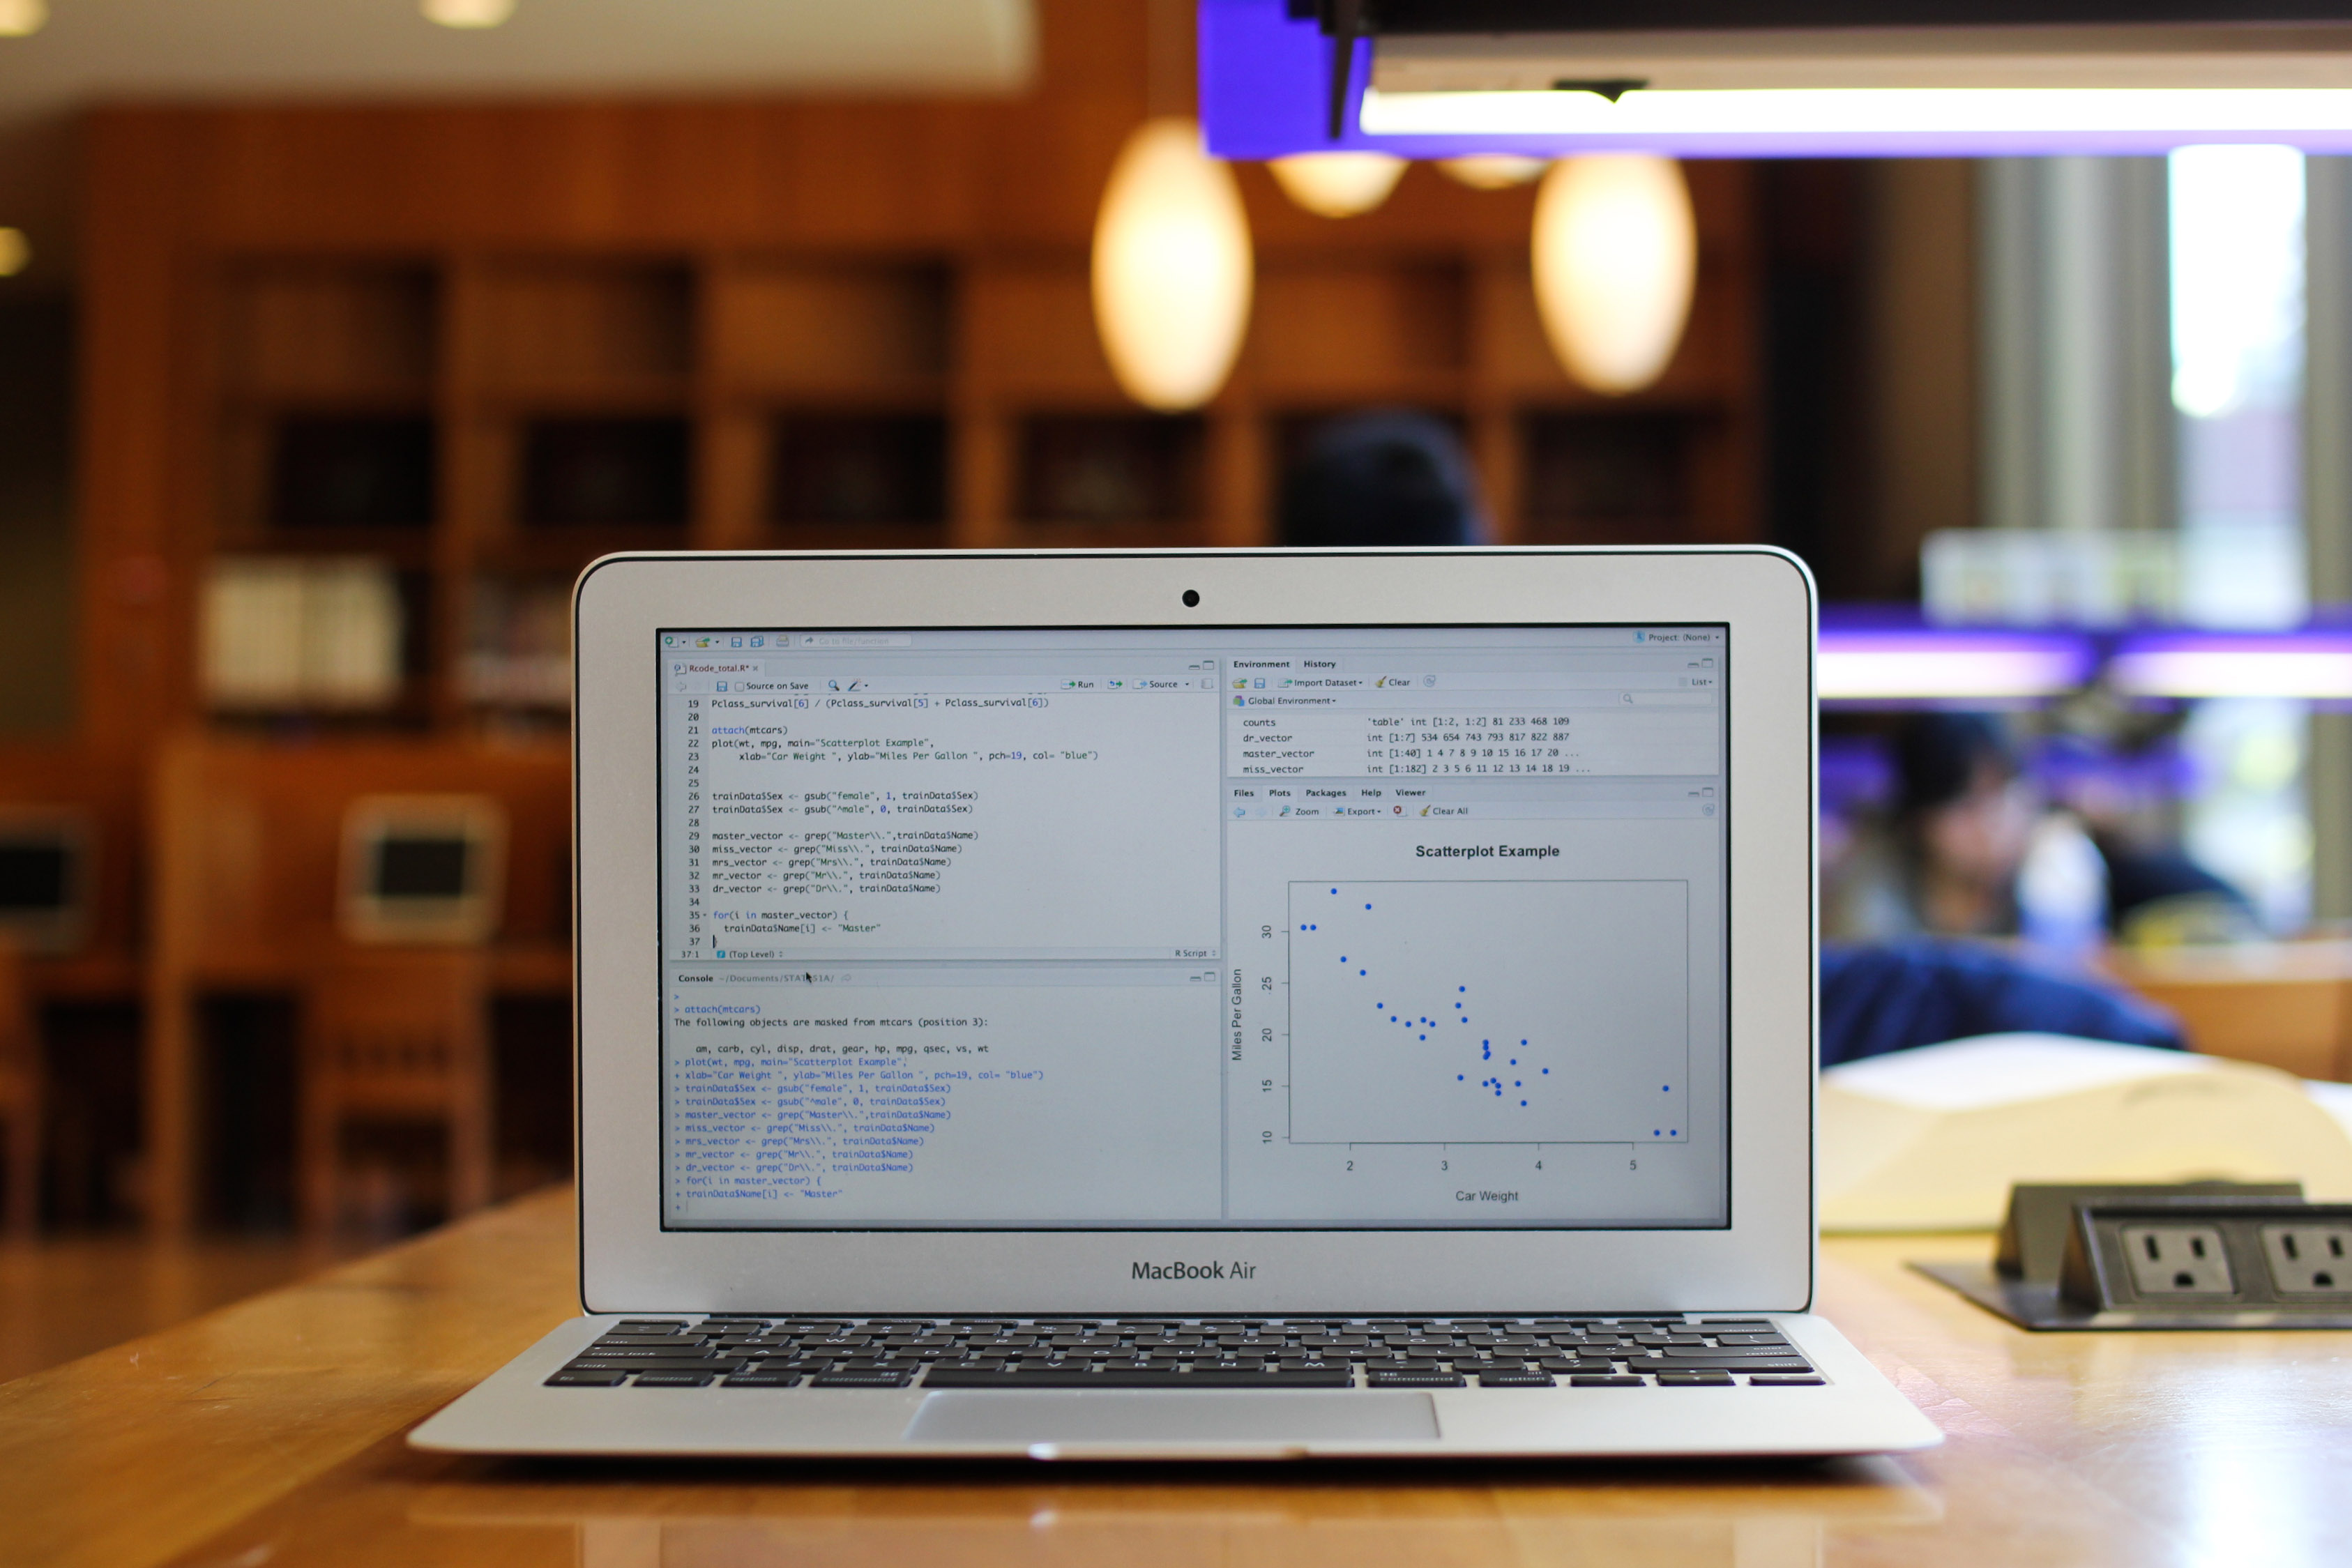 Go to file/function
Project: (None)
Rcode_total.R*
Source on Save
Run
Source
19 Pclass_survival[6] / (Pclass_survival[5] + Pclass_survival[6])
20
21 attach(mtcars)
22 plot(wt, mpg, main="Scatterplot Example",
23 xlab="Car Weight ", ylab="Miles Per Gallon ", pch=19, col= "blue")
24
25
26 trainData$Sex <- gsub("female", 1, trainData$Sex)
27 trainData$Sex <- gsub("^male", 0, trainData$Sex)
28
29 master_vector <- grep("Master\\.",trainData$Name)
30 miss_vector <- grep("Miss\\.", trainData$Name)
31 mrs_vector <- grep("Mrs\\.", trainData$Name)
32 mr_vector <- grep("Mr\\.", trainData$Name)
33 dr_vector <- grep("Dr\\.", trainData$Name)
34
35 for(i in master_vector) {
36 trainData$Name[i] <- "Master"
37 }
37:1 (Top Level) R Script
Console ~/Documents/
>
> attach(mtcars)
The following objects are masked from mtcars (position 3):
am, carb, cyl, disp, drat, gear, hp, mpg, qsec, vs, wt
> plot(wt, mpg, main="Scatterplot Example",
+ xlab="Car Weight ", ylab="Miles Per Gallon ", pch=19, col= "blue")
> trainData$Sex <- gsub("female", 1, trainData$Sex)
> trainData$Sex <- gsub("^male", 0, trainData$Sex)
> master_vector <- grep("Master\\.",trainData$Name)
> miss_vector <- grep("Miss\\.", trainData$Name)
> mrs_vector <- grep("Mrs\\.", trainData$Name)
> mr_vector <- grep("Mr\\.", trainData$Name)
> dr_vector <- grep("Dr\\.", trainData$Name)
> for(i in master_vector) {
+ trainData$Name[i] <- "Master"
+
Environment History
Import Dataset Clear List
Global Environment
counts 'table' int [1:2, 1:2] 81 233 468 109
dr_vector int [1:7] 534 654 743 793 817 822 887
master_vector int [1:40] 1 4 7 8 9 10 15 16 17 20 ...
miss_vector int [1:182] 2 3 5 6 11 12 13 14 18 19 ...
Files Plots Packages Help Viewer
Zoom Export Clear All
Scatterplot Example
Miles Per Gallon
30
25
20
15
10
2 3 4 5
Car Weight
MacBook Air
Q W E R T Y U I O P
caps lock A S D F G H J K L
shift Z X C V B N M shift
fn control option command command option